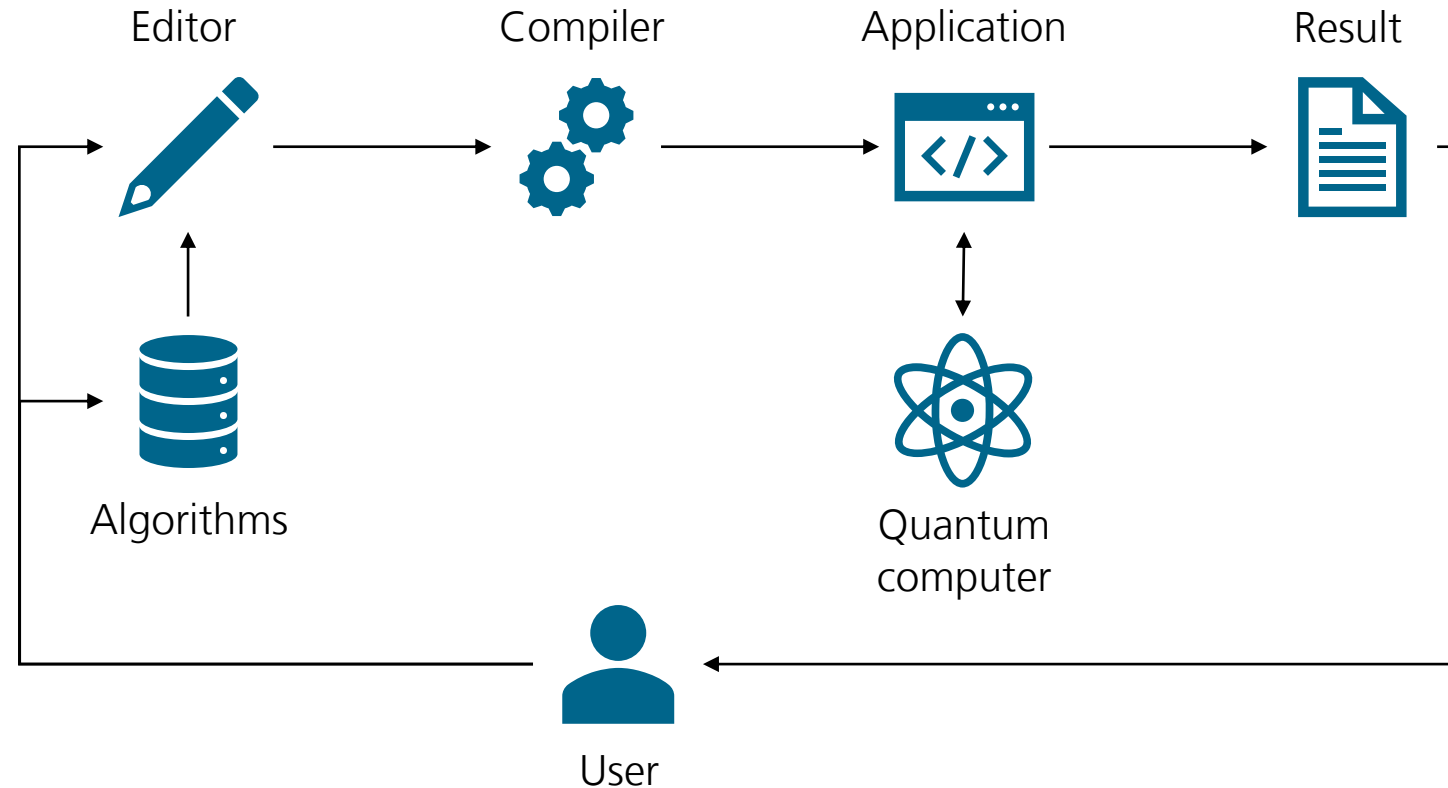 Editor
Compiler
Application
Result
</>
Algorithms
Quantum
computer
User